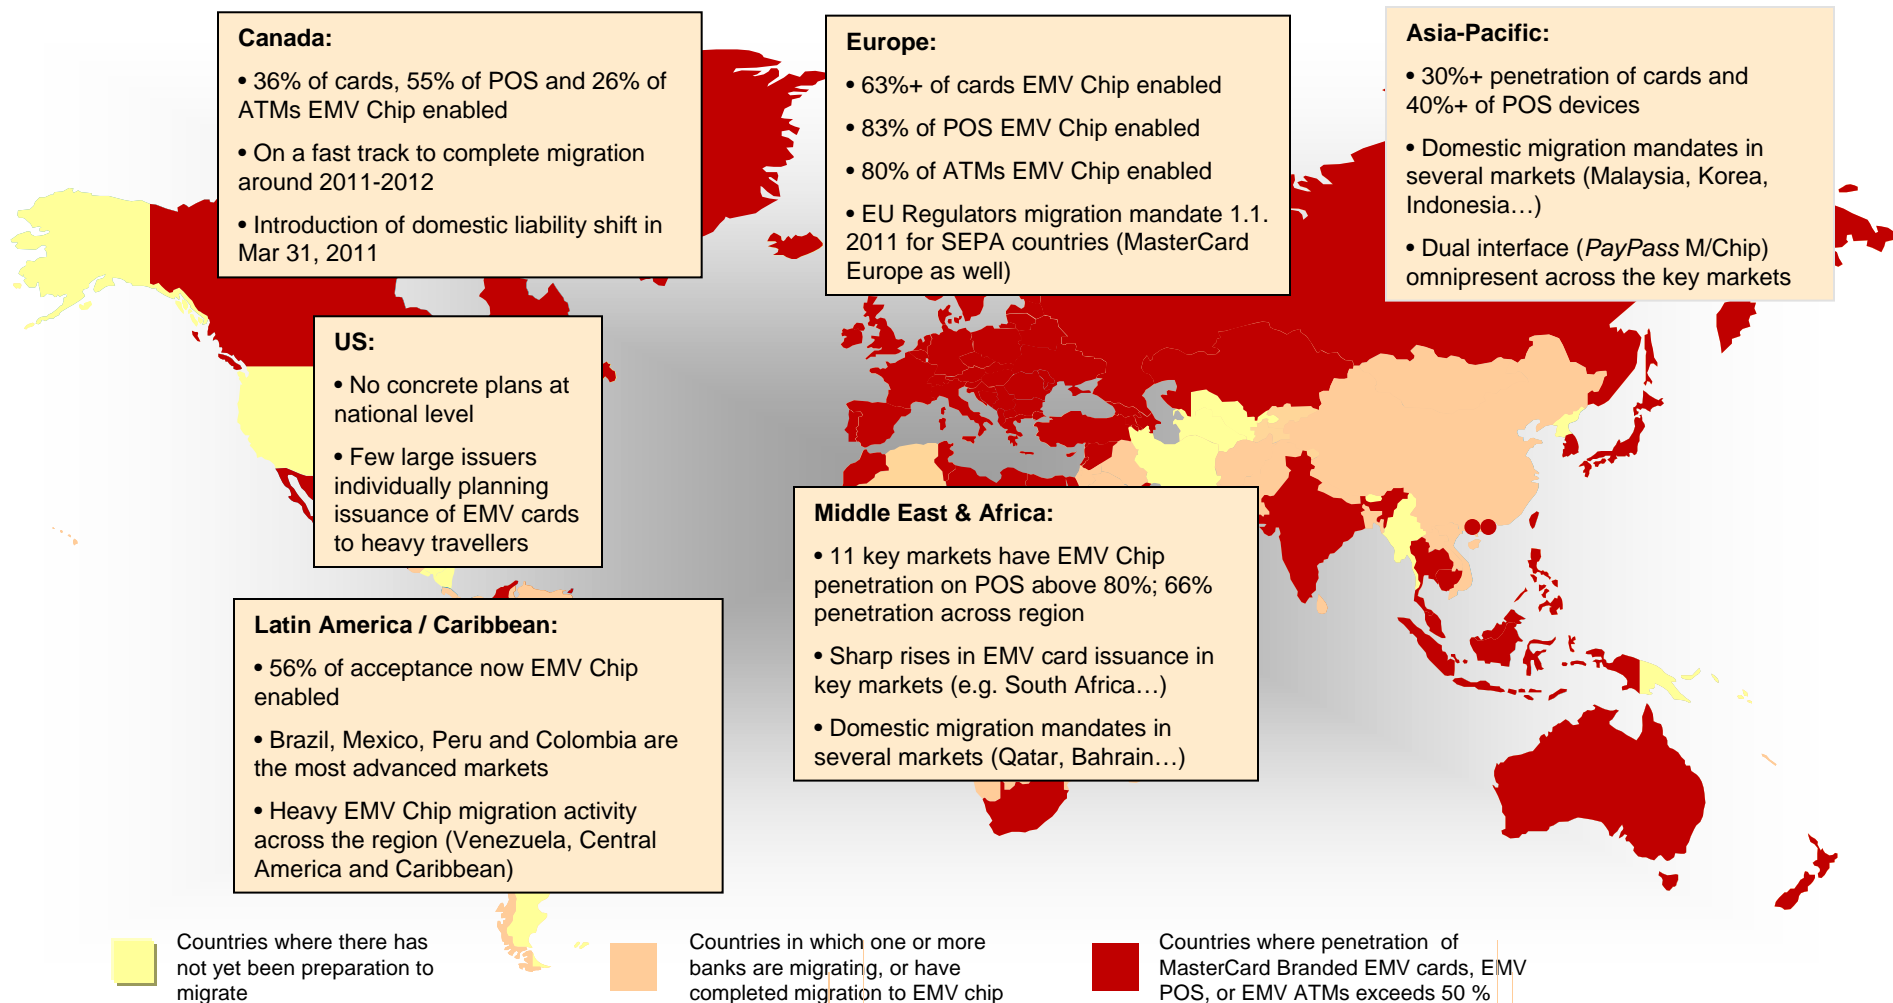 Canada:
• 36% of cards, 55% of POS and 26% of
ATMs EMV Chip enabled
• On a fast track to complete migration
around 2011-2012
• Introduction of domestic liability shift in
Mar 31, 2011
Europe:
• 63%+ of cards EMV Chip enabled
• 83% of POS EMV Chip enabled
• 80% of ATMs EMV Chip enabled
• EU Regulators migration mandate 1.1.
2011 for SEPA countries (MasterCard
Europe as well)
Asia-Pacific:
• 30%+ penetration of cards and
40%+ of POS devices
• Domestic migration mandates in
several markets (Malaysia, Korea,
Indonesia…)
• Dual interface (PayPass M/Chip)
omnipresent across the key markets
US:
• No concrete plans at
national level
• Few large issuers
individually planning
issuance of EMV cards
to heavy travellers
Middle East & Africa:
• 11 key markets have EMV Chip
penetration on POS above 80%; 66%
penetration across region
• Sharp rises in EMV card issuance in
key markets (e.g. South Africa…)
• Domestic migration mandates in
several markets (Qatar, Bahrain…)
Latin America / Caribbean:
• 56% of acceptance now EMV Chip
enabled
• Brazil, Mexico, Peru and Colombia are
the most advanced markets
• Heavy EMV Chip migration activity
across the region (Venezuela, Central
America and Caribbean)
Countries where there has
not yet been preparation to
migrate
Countries in which one or more
banks are migrating, or have
completed migration to EMV chip
Countries where penetration of
MasterCard Branded EMV cards, EMV
POS, or EMV ATMs exceeds 50 %